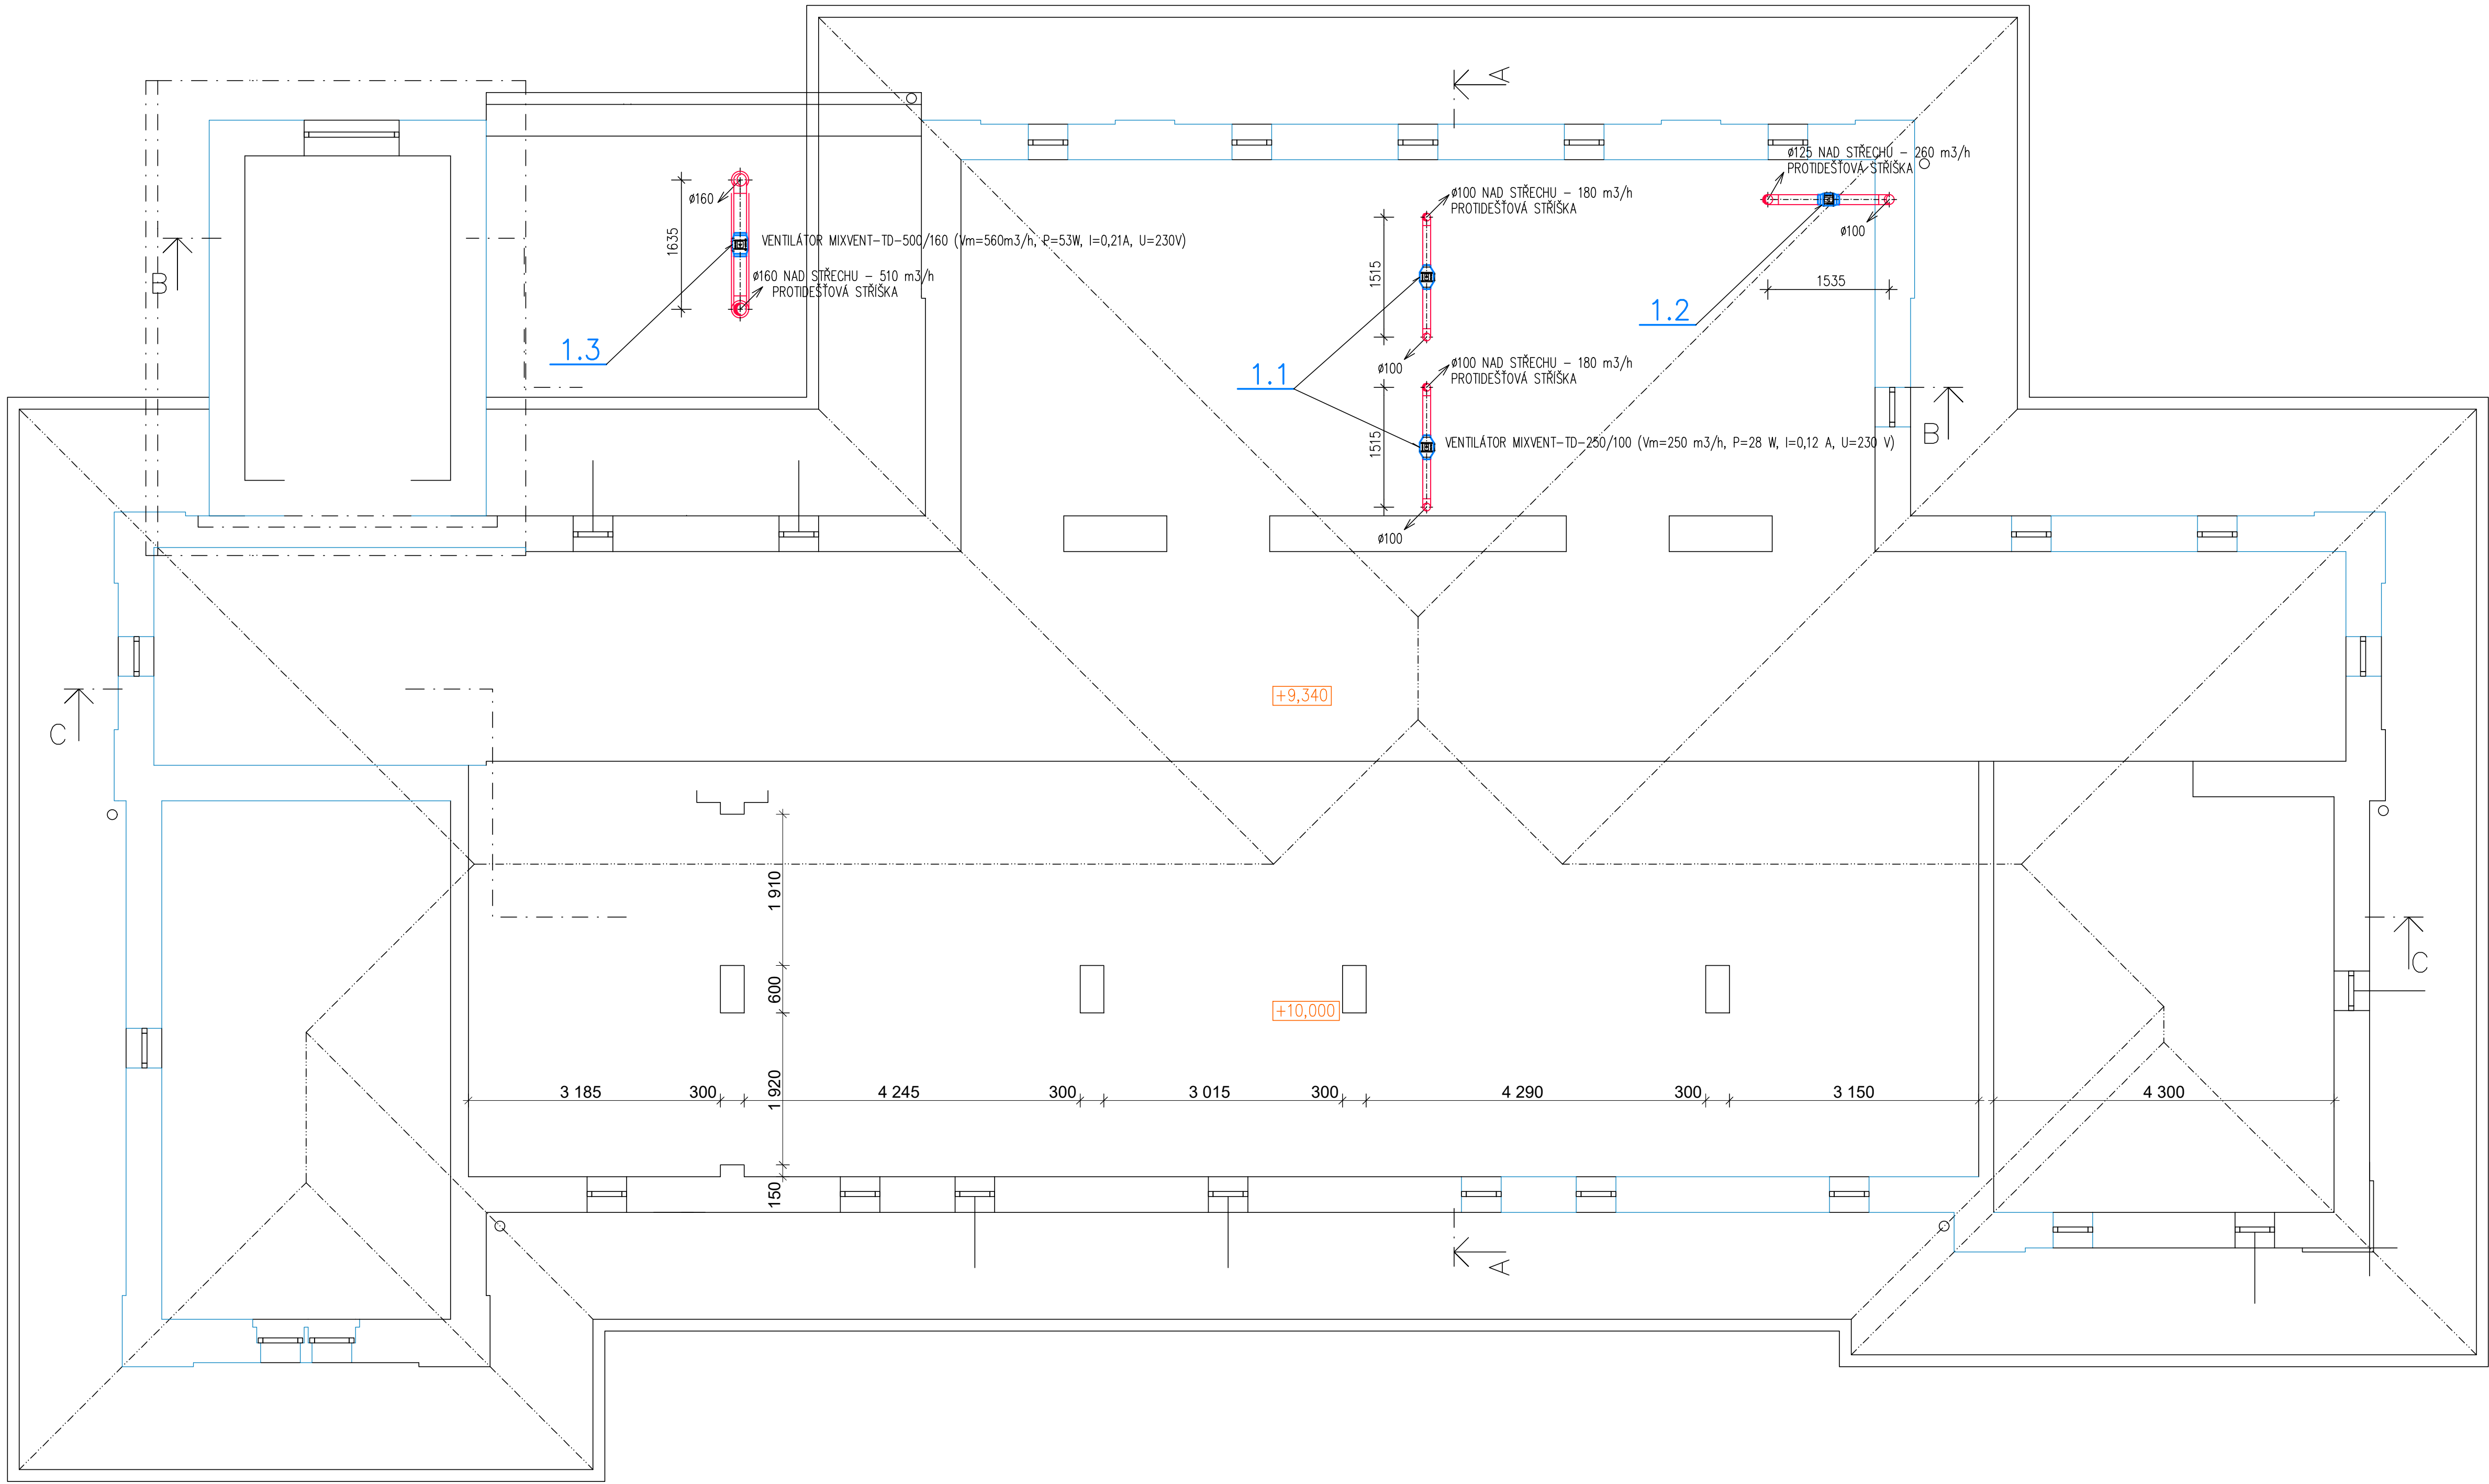 A
ø125 NAD STŘECHU - 260 m3/h
PROTIDEŠŤOVÁ STŘÍŠKA
ø160
ø100 NAD STŘECHU - 180 m3/h
PROTIDEŠŤOVÁ STŘÍŠKA
ø100
1635
VENTILÁTOR MIXVENT-TD-500/160 (Vm=560m3/h, P=53W, I=0,21A, U=230V)
B
ø160 NAD STŘECHU - 510 m3/h
PROTIDEŠŤOVÁ STŘÍŠKA
1515
1535
1.2
1.3
1.1
ø100
ø100 NAD STŘECHU - 180 m3/h
PROTIDEŠŤOVÁ STŘÍŠKA
1515
VENTILÁTOR MIXVENT-TD-250/100 (Vm=250 m3/h, P=28 W, I=0,12 A, U=230 V)
B
ø100
+9,340
C
1 910
600
C
+10,000
3 185
300
1 920
4 245
300
3 015
300
4 290
300
3 150
4 300
150
A